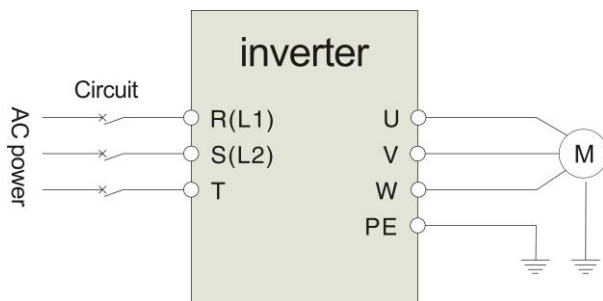 inverter
Circuit
AC power
R(L1)
U
S(L2)
V
M
T
W
PE